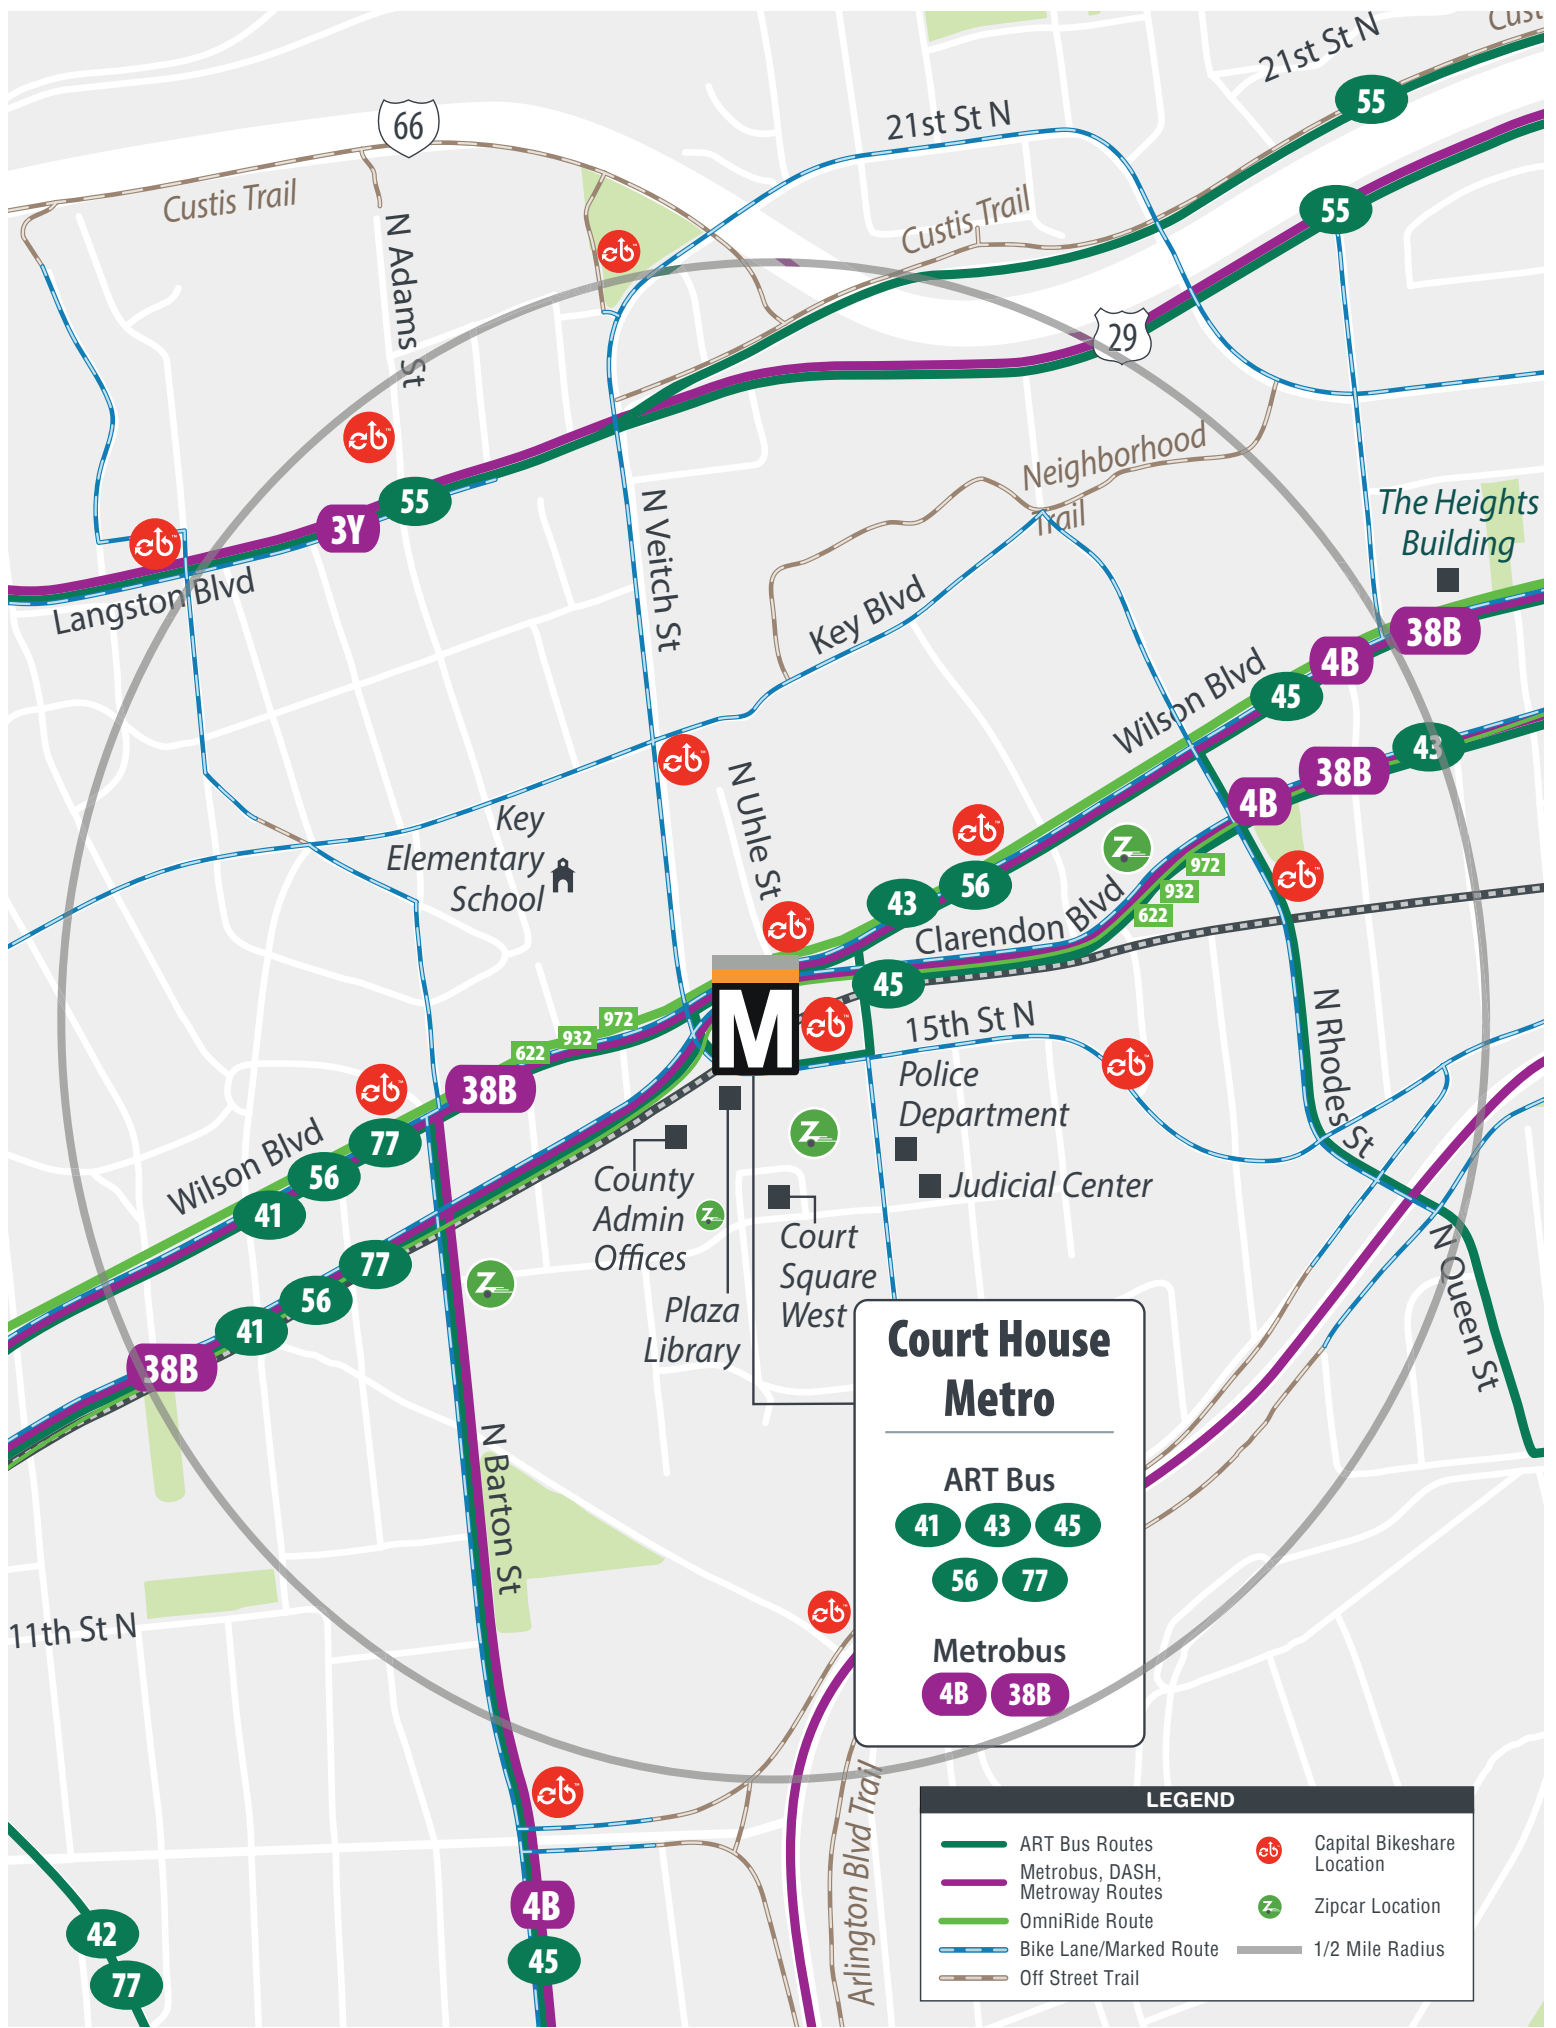 Cust
21st St N
55
66
21st St N
Custis Trail
Custis Trail
55
N Adams St
29
Neighborhood
Trail
55
3Y
The Heights
Building
N Veitch St
Langston Blvd
Key Blvd
38B
4B
Wilson Blvd
45
43
38B
4B
N Uhle St
Key
Elementary
School
972
932
622
56
43
Clarendon Blvd
45
M
972
932
622
15th St N
N Rhodes St
38B
Police
Department
77
Wilson Blvd
56
41
County
Admin
Offices
Judicial Center
Court
Square
West
77
56
41
38B
Plaza
Library
N Queen St
Court House
Metro
ART Bus
41
43
45
56
77
Metrobus
4B
38B
N Barton St
11th St N
Arlington Blvd Trail
4B
45
42
77
LEGEND
ART Bus Routes
Metrobus, DASH,
Metroway Routes
OmniRide Route
Bike Lane/Marked Route
Off Street Trail
Capital Bikeshare
Location
Zipcar Location
1/2 Mile Radius